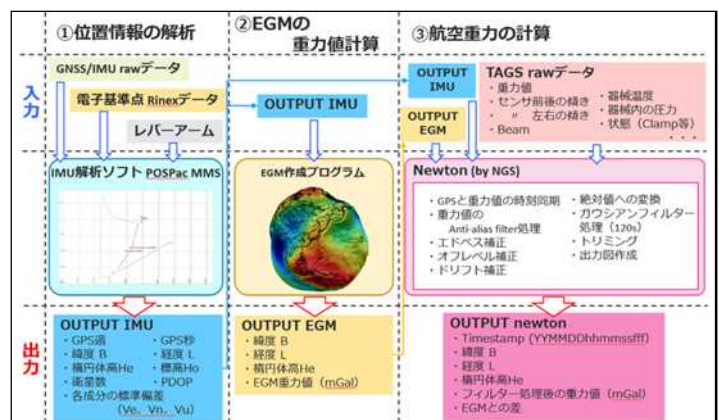 ①位置情報の解析
②EGMの
重力値計算
③航空重力の計算
入力
GNSS/IMU rawデータ
電子基準点 Rinexデータ
レバーアーム
OUTPUT IMU
OUTPUT
IMU
OUTPUT
EGM
TAGS rawデータ
・重力値
・センサ前後の傾き
・ 〃 左右の傾き
・Beam
・器械温度
・器械内の圧力
・状態（Clamp等）
・・・
IMU解析ソフト POSPac MMS
EGM作成プログラム
Newton (by NGS)
・GPSと重力値の時刻同期
・重力値の
Anti-alias filter処理
・エトベス補正
・オフレベル補正
・ドリフト補正
・絶対値への変換
・ガウシアンフィルター
処理（120s）
・トリミング
・出力図作成
出力
OUTPUT IMU
・GPS週
・緯度 B
・楕円体高He
・衛星数
・GPS秒
・経度 L
・標高Ho
・PDOP
・各成分の標準偏差
（Ve、Vn、Vu）
OUTPUT EGM
・緯度 B
・経度 L
・楕円体高He
・EGM重力値（mGal）
OUTPUT newton
・Timestamp (YYMMDDhhmmssfff)
・緯度 B
・経度 L
・楕円体高He
・フィルター処理後の重力値（mGal）
・EGMとの差